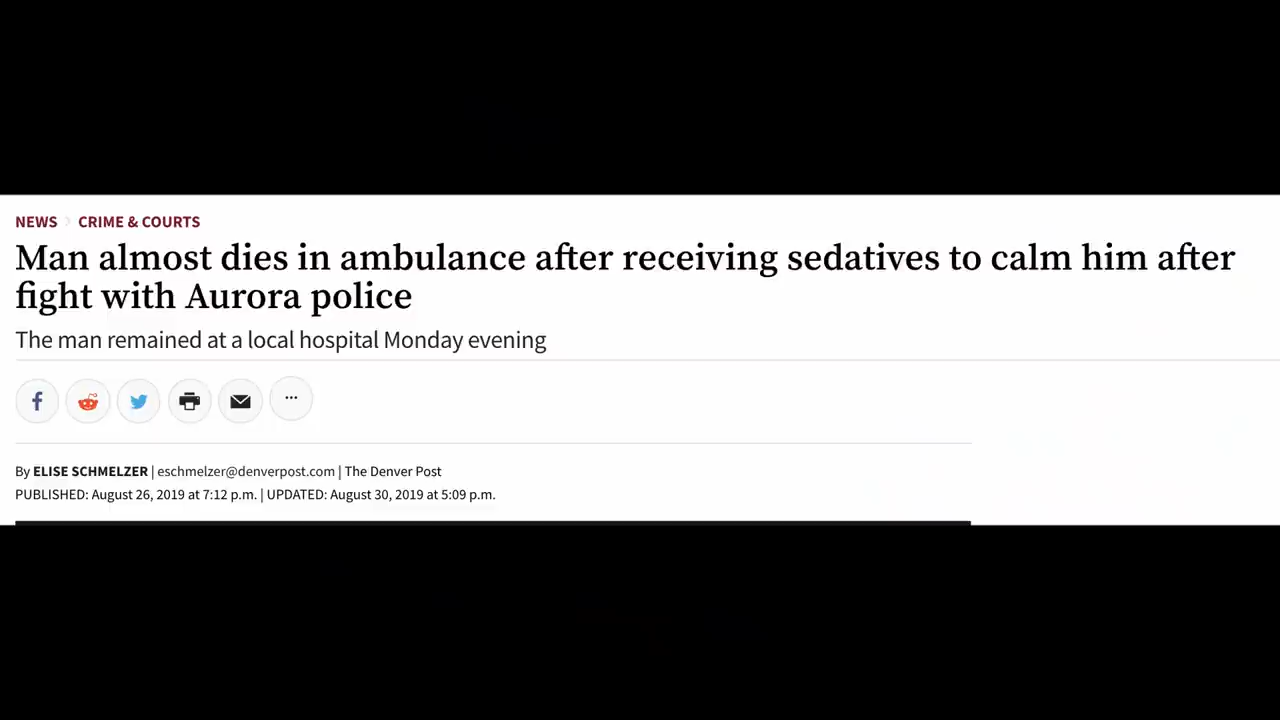 NEWS > CRIME & COURTS
Man almost dies in ambulance after receiving sedatives to calm him after
fight with Aurora police
The man remained at a local hospital Monday evening
By ELISE SCHMELZER | eschmelzer@denverpost.com | The Denver Post
PUBLISHED: August 26, 2019 at 7:12 p.m. | UPDATED: August 30, 2019 at 5:09 p.m.